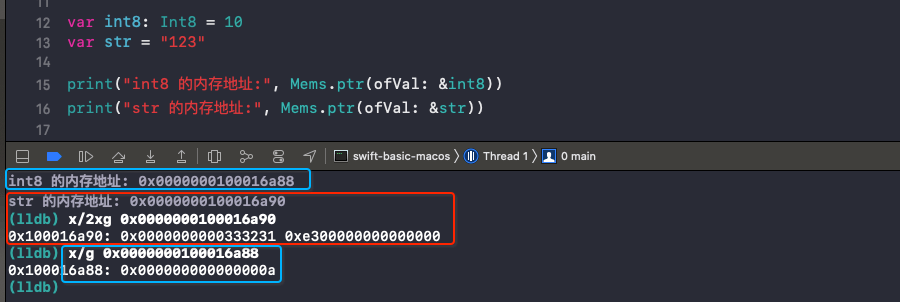 11
12 var int8: Int8 = 10
13 var str = "123"
14
15 print("int8 的内存地址:", Mems.ptr(ofVal: &int8))
16 print("str 的内存地址:", Mems.ptr(ofVal: &str))
17
swift-basic-macos 〉 Thread 1 〉 0 main
int8 的内存地址: 0x0000000100016a88
str 的内存地址: 0x0000000100016a90
(lldb) x/2xg 0x0000000100016a90
0x100016a90: 0x0000000000333231 0xe300000000000000
(lldb) x/g 0x0000000100016a88
0x100016a88: 0x000000000000000a
(lldb)